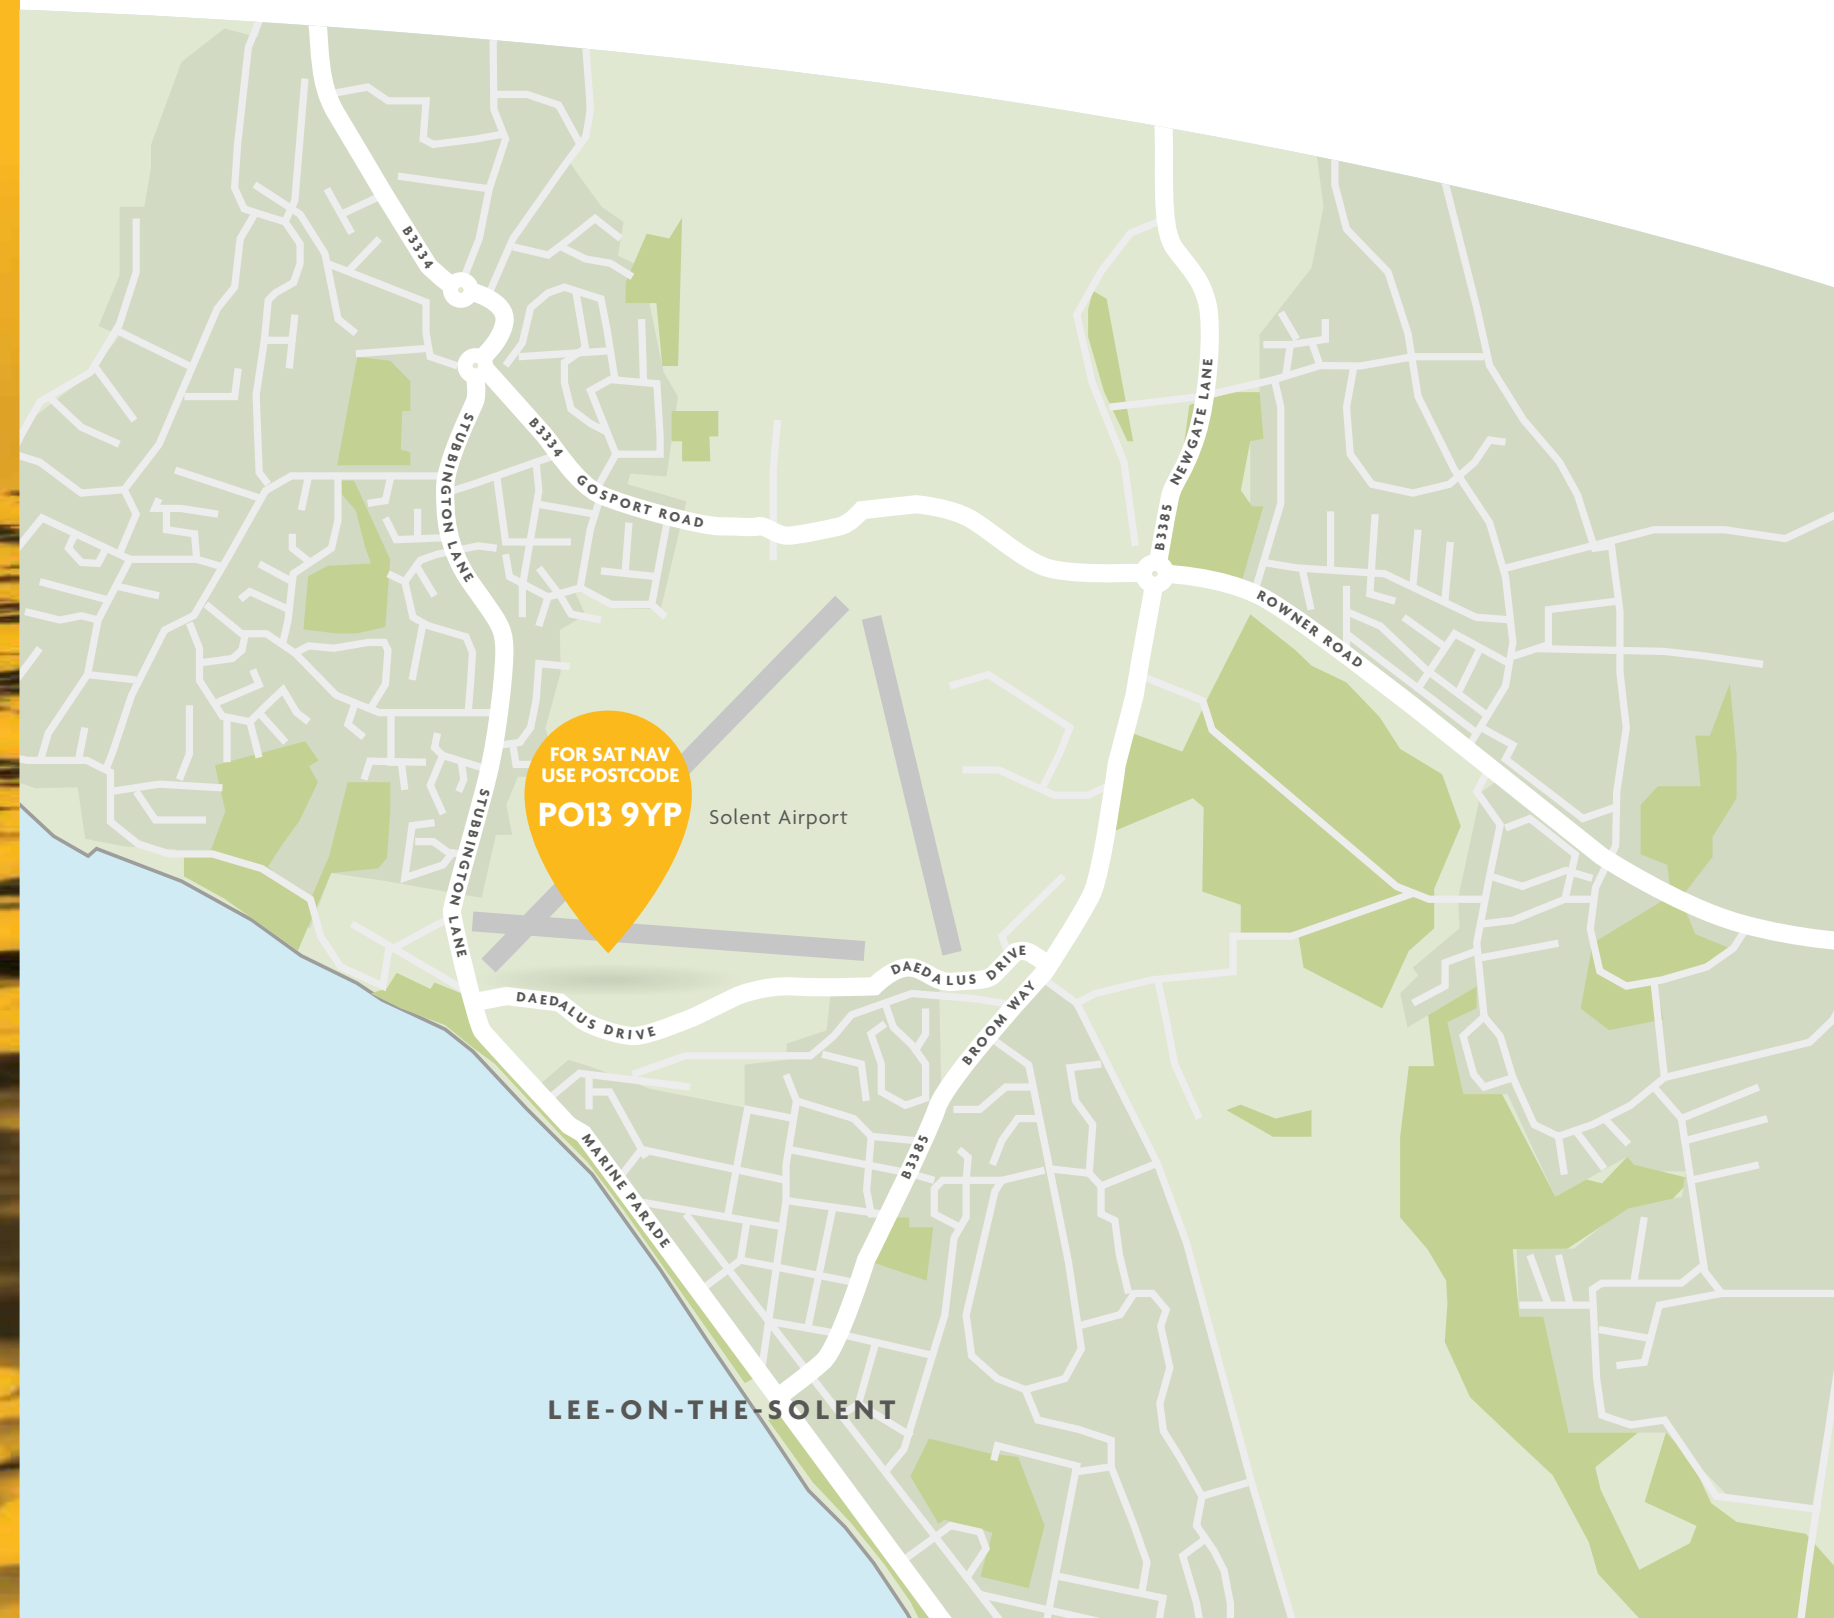 B3334
B3334
GOSPORT ROAD
STUBBINGTON LANE
B3385
NEWGATE LANE
ROWNER ROAD
FOR SAT NAV
USE POSTCODE
PO13 9YP
Solent Airport
STUBBINGTON LANE
DAEDALUS DRIVE
DAEDALUS DRIVE
BROOM WAY
B3385
MARINE PARADE
LEE-ON-THE-SOLENT